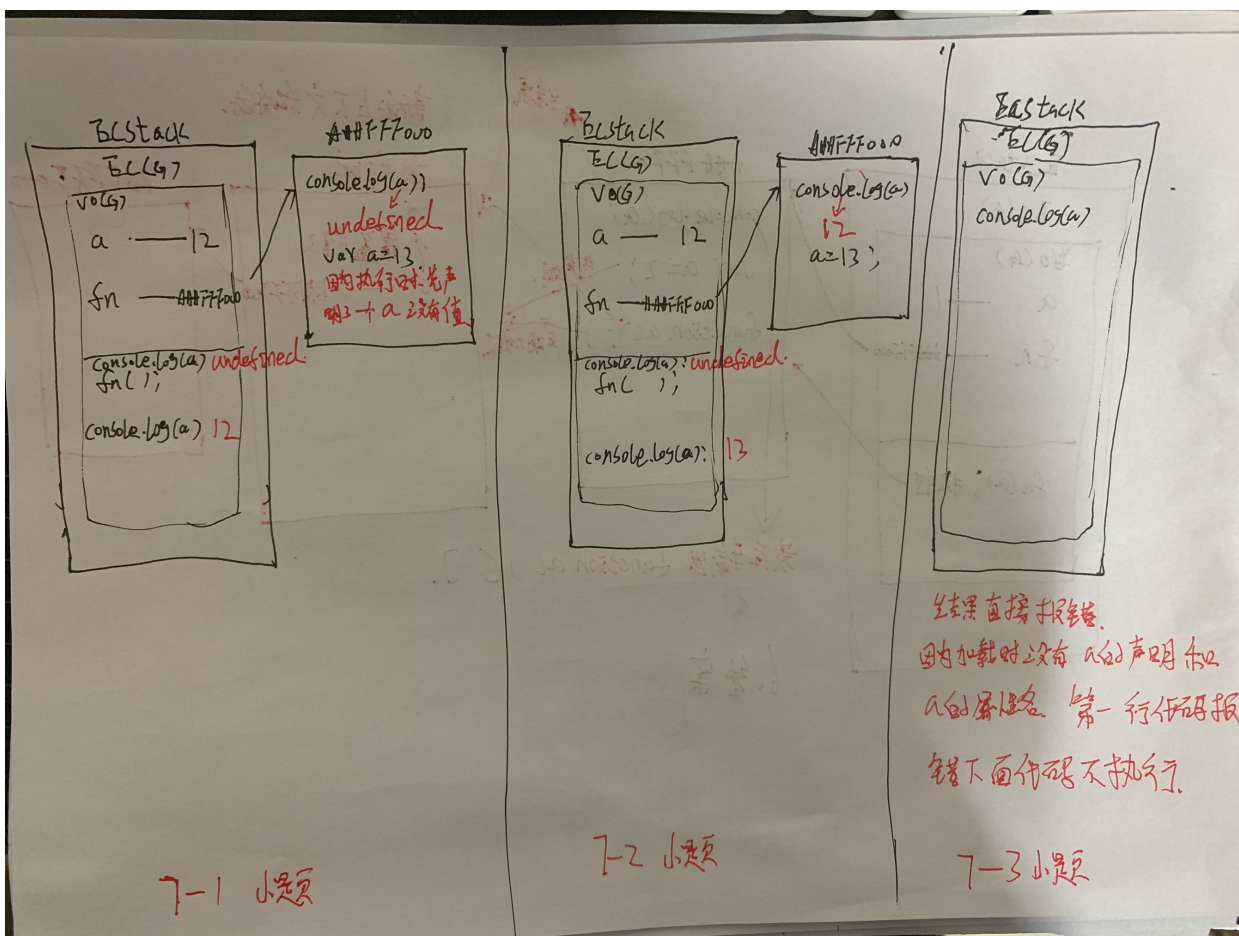 ECStack
EC(G)
VO(G)
a 12
fn AAAFFF000
console.log(a) undefined.
fn( );
console.log(a) 12
AAAFFF000
console.log(a);
undefined
var a=13
因为执行时先声
明了一个a没有值
7-1 小题
ECStack
EC(G)
VO(G)
a 12
fn AAAFFF000
console.log(a): undefined.
fn( );
console.log(a): 13
AAAFFF000
console.log(a)
12
a=13;
7-2 小题
EcStack
EC(G)
VO(G)
console.log(a)
结果直接报错.
因为加载时没有a的声明和
a的属性名. 第一行代码报
错下面代码不执行.
7-3 小题